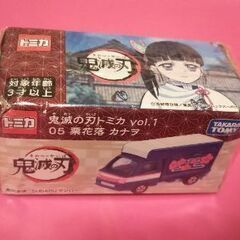 トミカ
鬼滅の刃
対象年齢
3才以上
トミカ
鬼滅の刃トミカ vol.1
05 栗花落 カナヲ
鬼滅の刃
TAKARA
TOMY